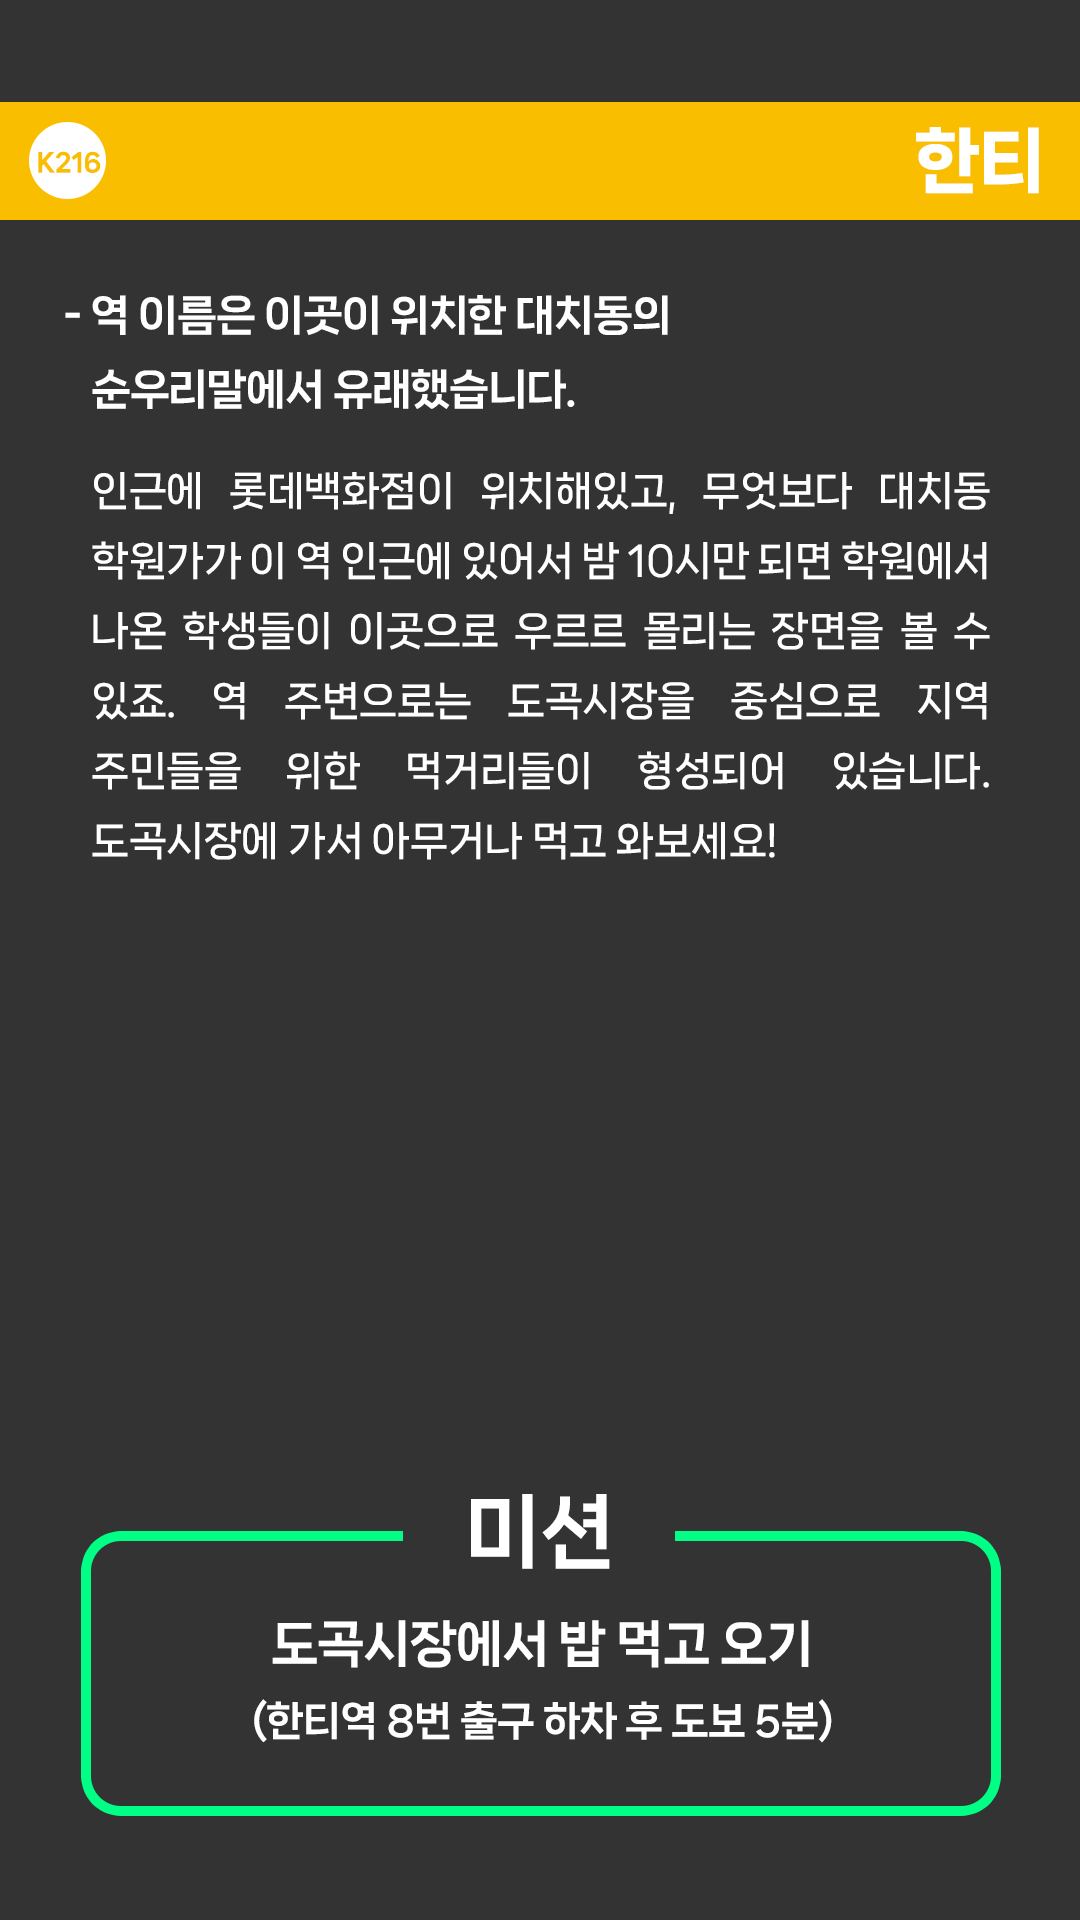 K216
한티
- 역 이름은 이곳이 위치한 대치동의
순우리말에서 유래했습니다.
인근에 롯데백화점이 위치해있고, 무엇보다 대치동
학원가가 이 역 인근에 있어서 밤 10시만 되면 학원에서
나온 학생들이 이곳으로 우르르 몰리는 장면을 볼 수
있죠. 역 주변으로는 도곡시장을 중심으로 지역
주민들을 위한 먹거리들이 형성되어 있습니다.
도곡시장에 가서 아무거나 먹고 와보세요!
미션
도곡시장에서 밥 먹고 오기
(한티역 8번 출구 하차 후 도보 5분)